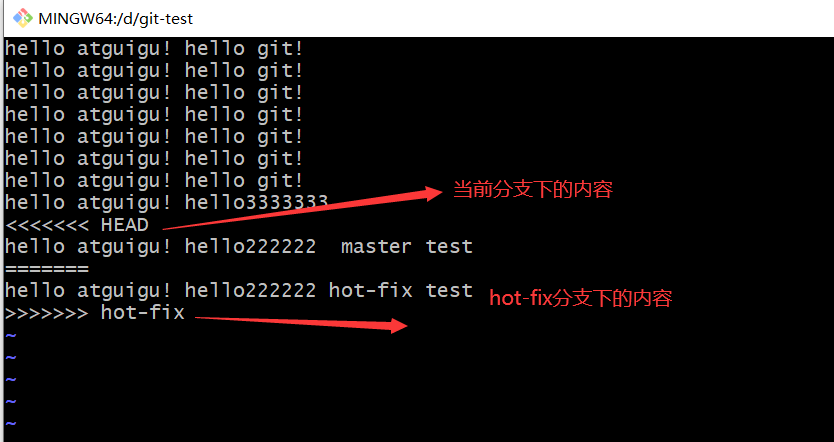 MINGW64:/d/git-test
hello atguigu! hello git!
hello atguigu! hello git!
hello atguigu! hello git!
hello atguigu! hello git!
hello atguigu! hello git!
hello atguigu! hello git!
hello atguigu! hello git!
hello atguigu! hello3333333
当前分支下的内容
<<<<<<< HEAD
hello atguigu! hello222222  master test
=======
hello atguigu! hello222222 hot-fix test
hot-fix分支下的内容
>>>>>>> hot-fix
~
~
~
~
~